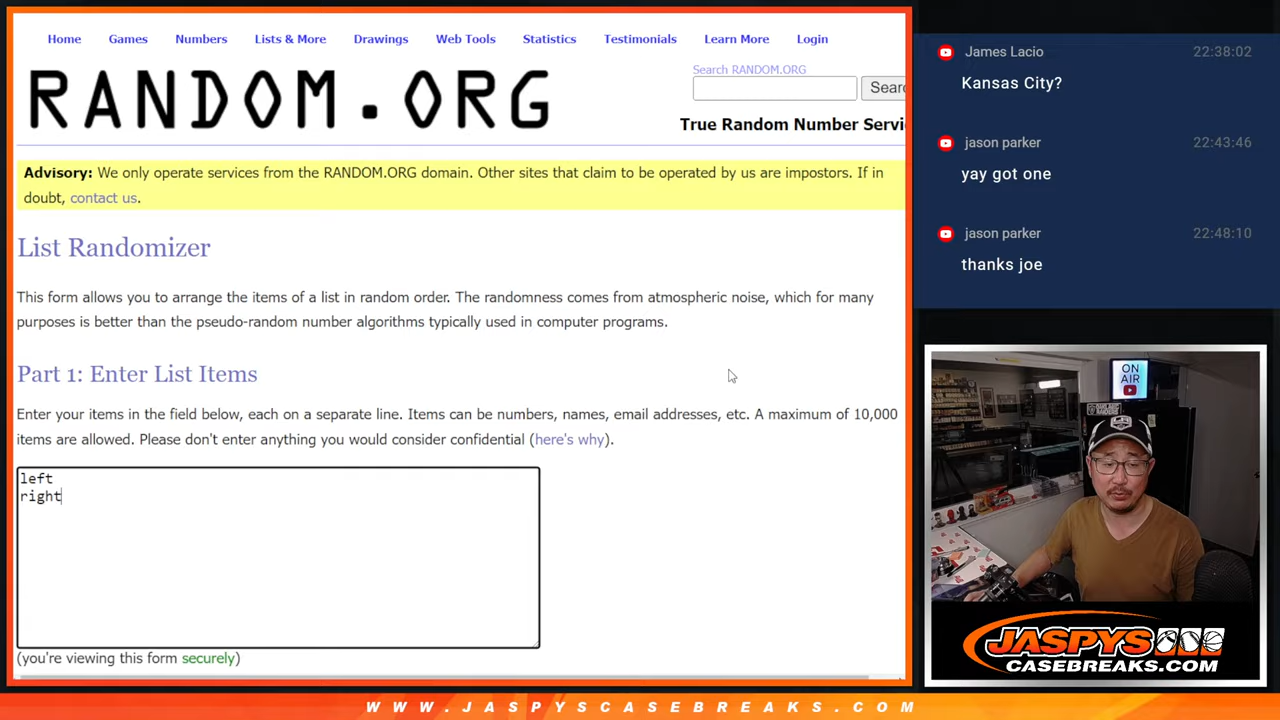 Home Games Numbers Lists & More Drawings Web Tools Statistics Testimonials Learn More Login
RANDOM.ORG
Search RANDOM.ORG
Searc
True Random Number Servi
Advisory: We only operate services from the RANDOM.ORG domain. Other sites that claim to be operated by us are impostors. If in
doubt, contact us.
List Randomizer
This form allows you to arrange the items of a list in random order. The randomness comes from atmospheric noise, which for many
purposes is better than the pseudo-random number algorithms typically used in computer programs.
Part 1: Enter List Items
Enter your items in the field below, each on a separate line. Items can be numbers, names, email addresses, etc. A maximum of 10,000
items are allowed. Please don't enter anything you would consider confidential (here's why).
left
right
(you're viewing this form securely)
James Lacio 22:38:02
Kansas City?
jason parker 22:43:46
yay got one
jason parker 22:48:10
thanks joe
ON
AIR
JASPYS
CASEBREAKS.COM
WWW.JASPYSCASEBREAKS.COM